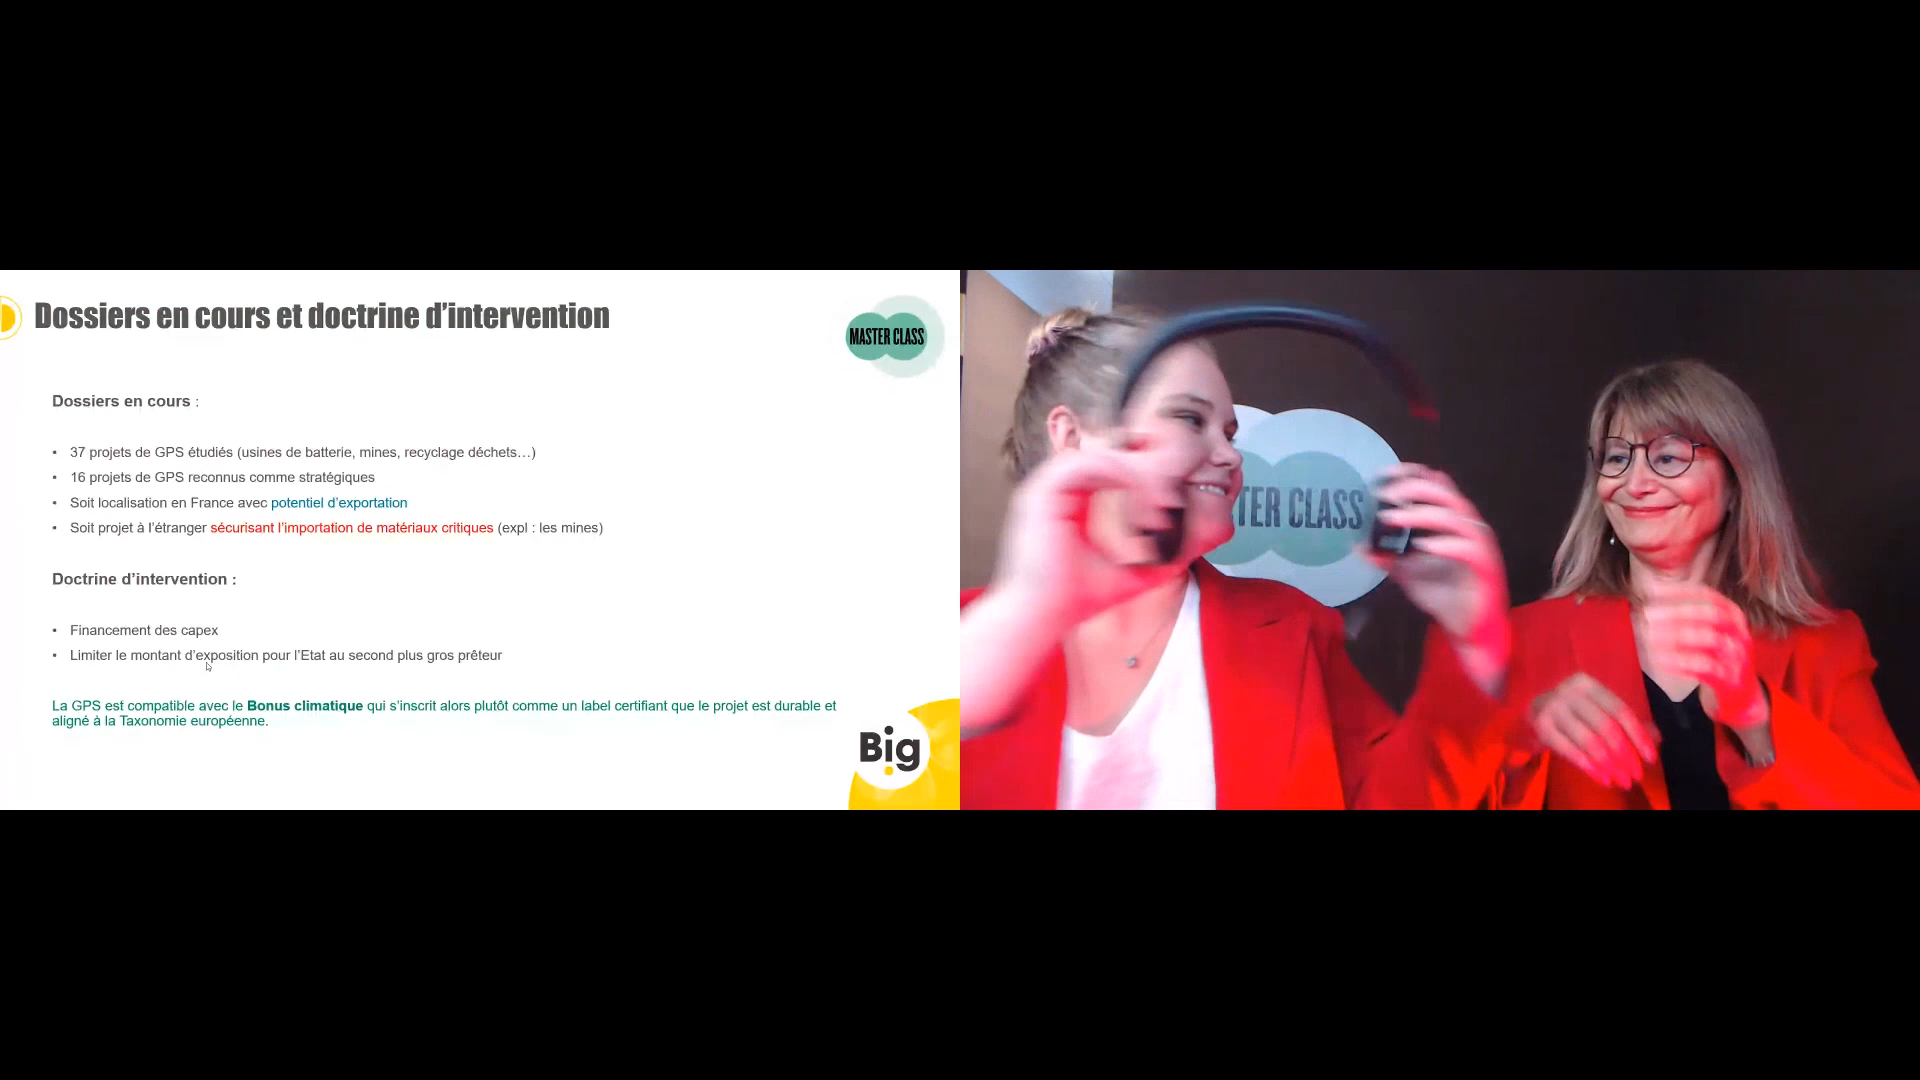 Dossiers en cours et doctrine d’intervention
MASTER CLASS
Dossiers en cours :
• 37 projets de GPS étudiés (usines de batterie, mines, recyclage déchets…)
• 16 projets de GPS reconnus comme stratégiques
• Soit localisation en France avec potentiel d’exportation
• Soit projet à l’étranger sécurisant l’importation de matériaux critiques (expl : les mines)
Doctrine d’intervention :
• Financement des capex
• Limiter le montant d’exposition pour l’Etat au second plus gros prêteur
La GPS est compatible avec le Bonus climatique qui s’inscrit alors plutôt comme un label certifiant que le projet est durable et
aligné à la Taxonomie européenne.
Big
TER CLASS